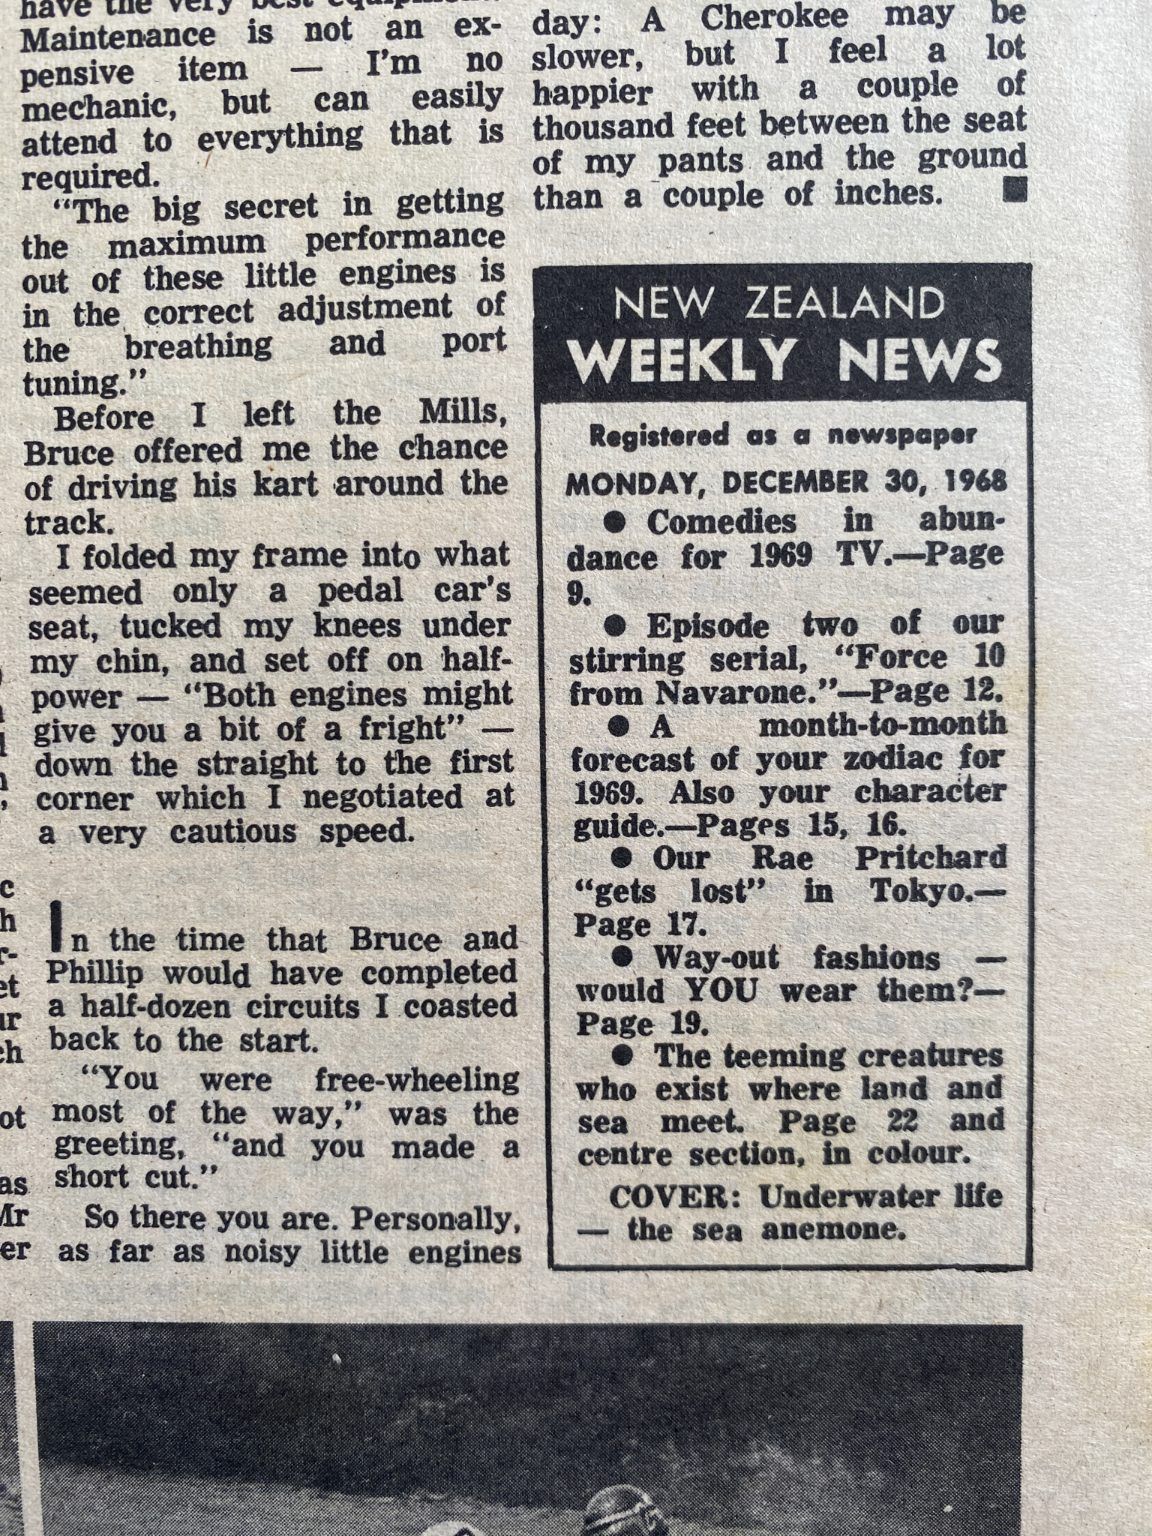 have the very best equipment.
Maintenance is not an ex-
pensive item — I'm no
mechanic, but can easily
attend to everything that is
required.
"The big secret in getting
the maximum performance
out of these little engines is
in the correct adjustment of
the breathing and port
tuning."
Before I left the Mills,
Bruce offered me the chance
of driving his kart around the
track.
I folded my frame into what
seemed only a pedal car's
seat, tucked my knees under
my chin, and set off on half-
power — "Both engines might
give you a bit of a fright" —
down the straight to the first
corner which I negotiated at
a very cautious speed.
In the time that Bruce and
Phillip would have completed
a half-dozen circuits I coasted
back to the start.
"You were free-wheeling
most of the way," was the
greeting, "and you made a
short cut."
So there you are. Personally,
as far as noisy little engines
day: A Cherokee may be
slower, but I feel a lot
happier with a couple of
thousand feet between the seat
of my pants and the ground
than a couple of inches.
NEW ZEALAND
WEEKLY NEWS
Registered as a newspaper
MONDAY, DECEMBER 30, 1968
● Comedies in abun-
dance for 1969 TV.—Page
9.
● Episode two of our
stirring serial, "Force 10
from Navarone."—Page 12.
● A month-to-month
forecast of your zodiac for
1969. Also your character
guide.—Pages 15, 16.
● Our Rae Pritchard
"gets lost" in Tokyo.—
Page 17.
● Way-out fashions —
would YOU wear them?—
Page 19.
● The teeming creatures
who exist where land and
sea meet. Page 22 and
centre section, in colour.
COVER: Underwater life
— the sea anemone.